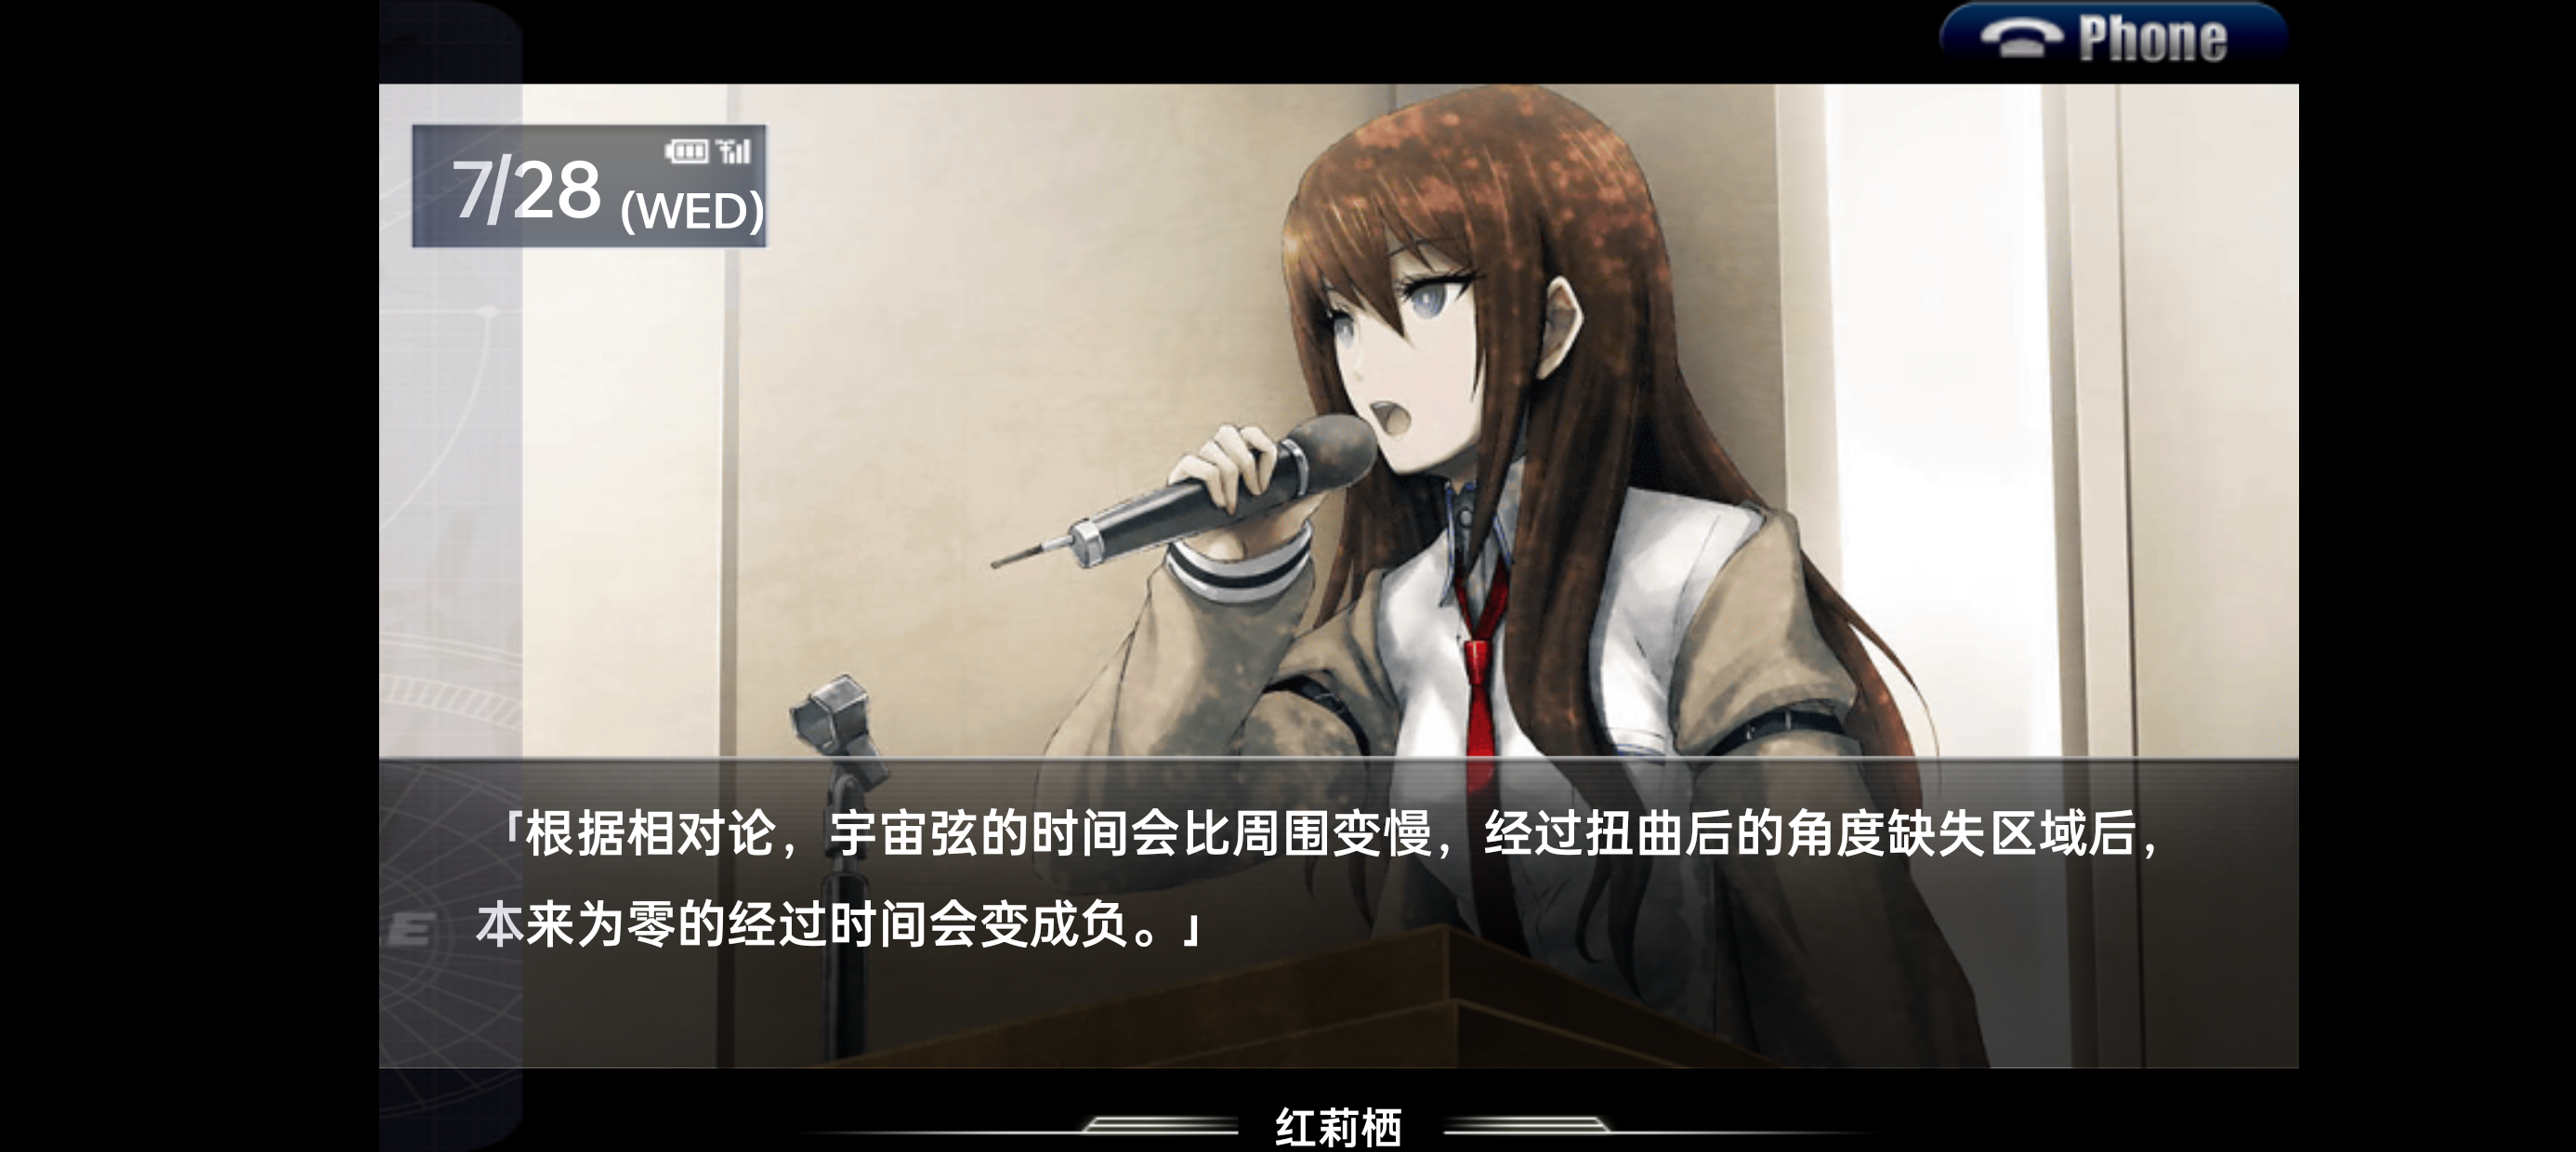 Phone
7/28 (WED)
「根据相对论，宇宙弦的时间会比周围变慢，经过扭曲后的角度缺失区域后，
本来为零的经过时间会变成负。」
红莉栖